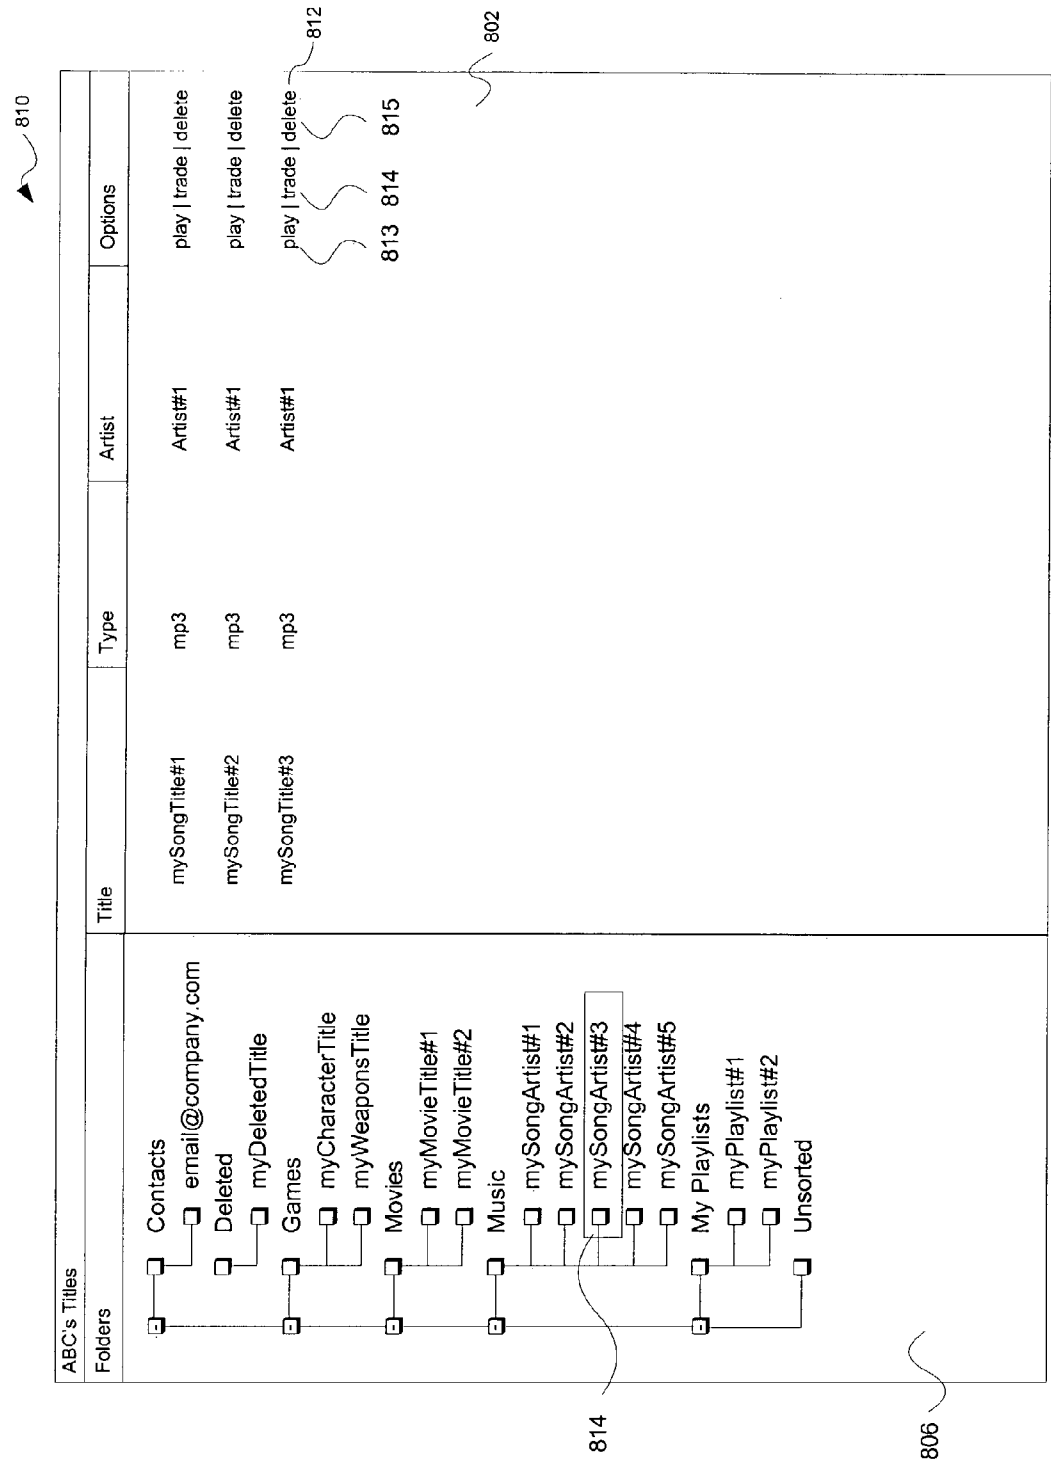 810
ABC's Titles
Folders
Title
Type
Artist
Options
Contacts
email@company.com
Deleted
myDeletedTitle
Games
myCharacterTitle
myWeaponsTitle
Movies
myMovieTitle#1
myMovieTitle#2
Music
mySongArtist#1
mySongArtist#2
mySongArtist#3
mySongArtist#4
mySongArtist#5
My Playlists
myPlaylist#1
myPlaylist#2
Unsorted
mySongTitle#1 mp3 Artist#1 play | trade | delete
mySongTitle#2 mp3 Artist#1 play | trade | delete
mySongTitle#3 mp3 Artist#1 play | trade | delete
812
813
814
815
802
814
806